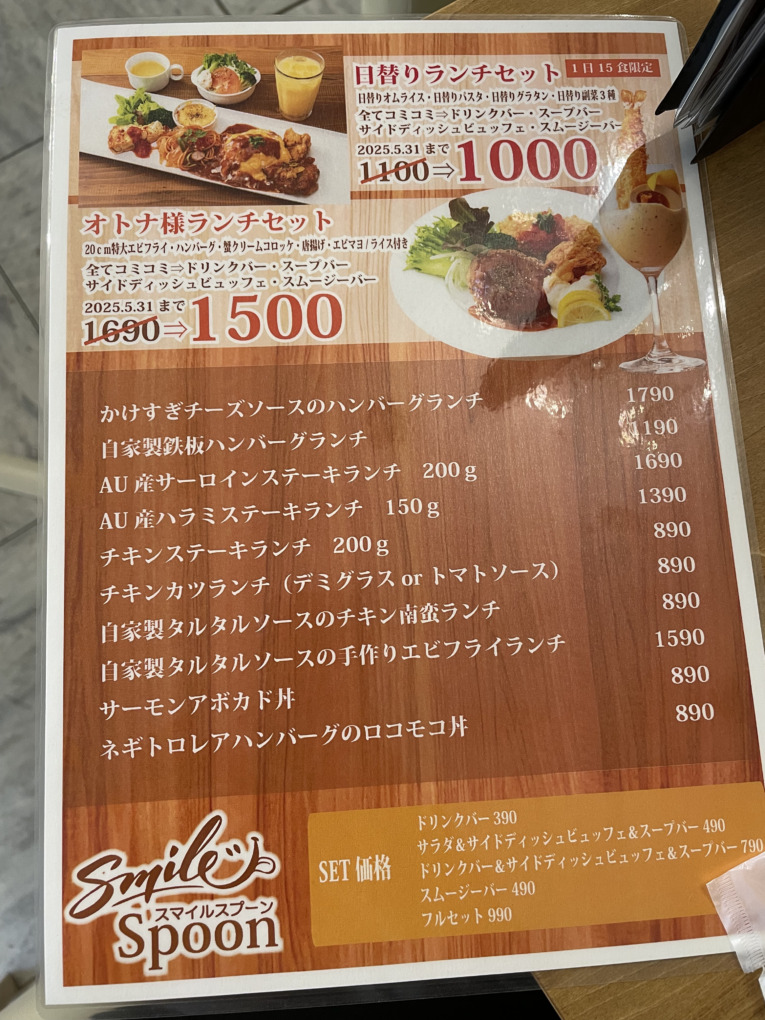 日替りランチセット 1日15食限定
日替りオムライス・日替りパスタ・日替りグラタン・日替り副菜3種
全てコミコミ⇒ドリンクバー・スープバー
サイドディッシュビュッフェ・スムージーバー
2025.5.31まで
1100⇒1000
オトナ様ランチセット
20cm特大エビフライ・ハンバーグ・蟹クリームコロッケ・唐揚げ・エビマヨ/ライス付き
全てコミコミ⇒ドリンクバー・スープバー
サイドディッシュビュッフェ・スムージーバー
2025.5.31まで
1690⇒1500
かけすぎチーズソースのハンバーグランチ 1790
自家製鉄板ハンバーグランチ 1190
AU産サーロインステーキランチ 200g 1690
AU産ハラミステーキランチ 150g 1390
チキンステーキランチ 200g 890
チキンカツランチ（デミグラス or トマトソース） 890
自家製タルタルソースのチキン南蛮ランチ 890
自家製タルタルソースの手作りエビフライランチ 1590
サーモンアボカド丼 890
ネギトロレアハンバーグのロコモコ丼 890
Smile
スマイルスプーン
Spoon
SET価格
ドリンクバー 390
サラダ&サイドディッシュビュッフェ&スープバー 490
ドリンクバー&サイドディッシュビュッフェ&スープバー 790
スムージーバー 490
フルセット 990